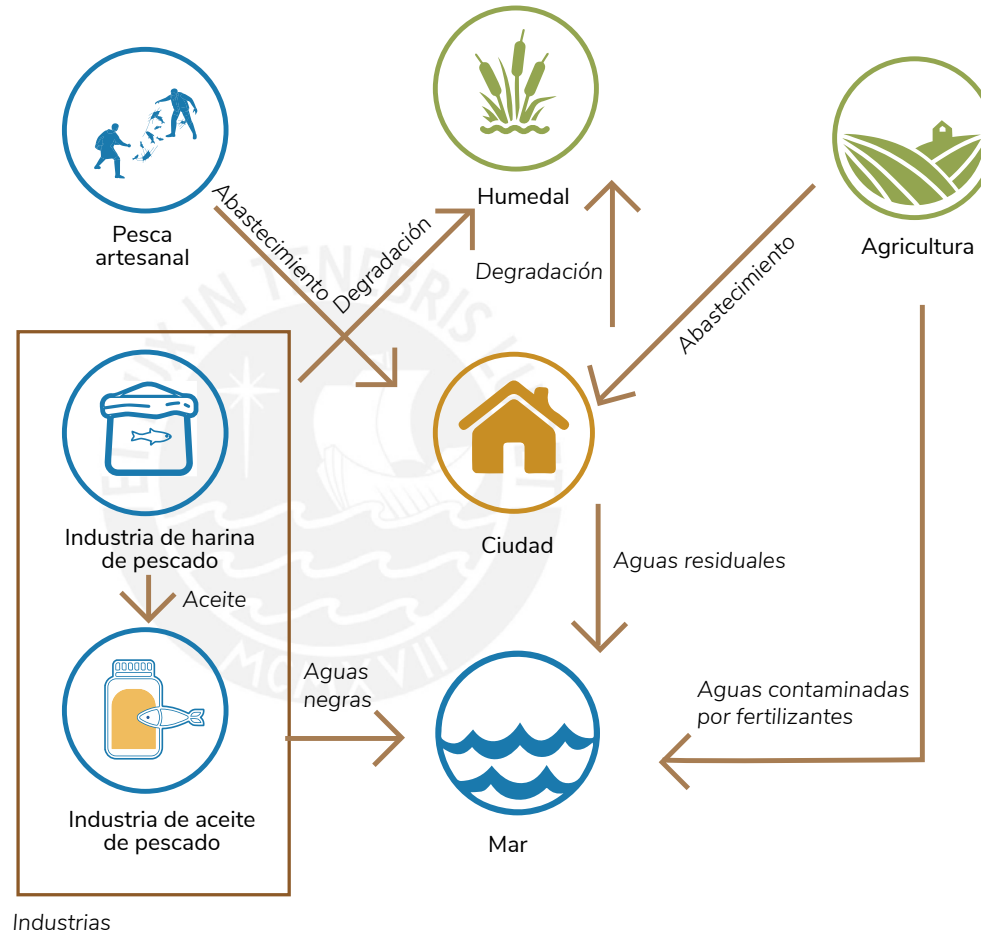 Humedal
Pesca
artesanal
Agricultura
Abastecimiento
Degradación
Degradación
Abastecimiento
Industria de harina
de pescado
Ciudad
Aceite
Aguas residuales
Aguas
negras
Aguas contaminadas
por fertilizantes
Industria de aceite
de pescado
Mar
Industrias